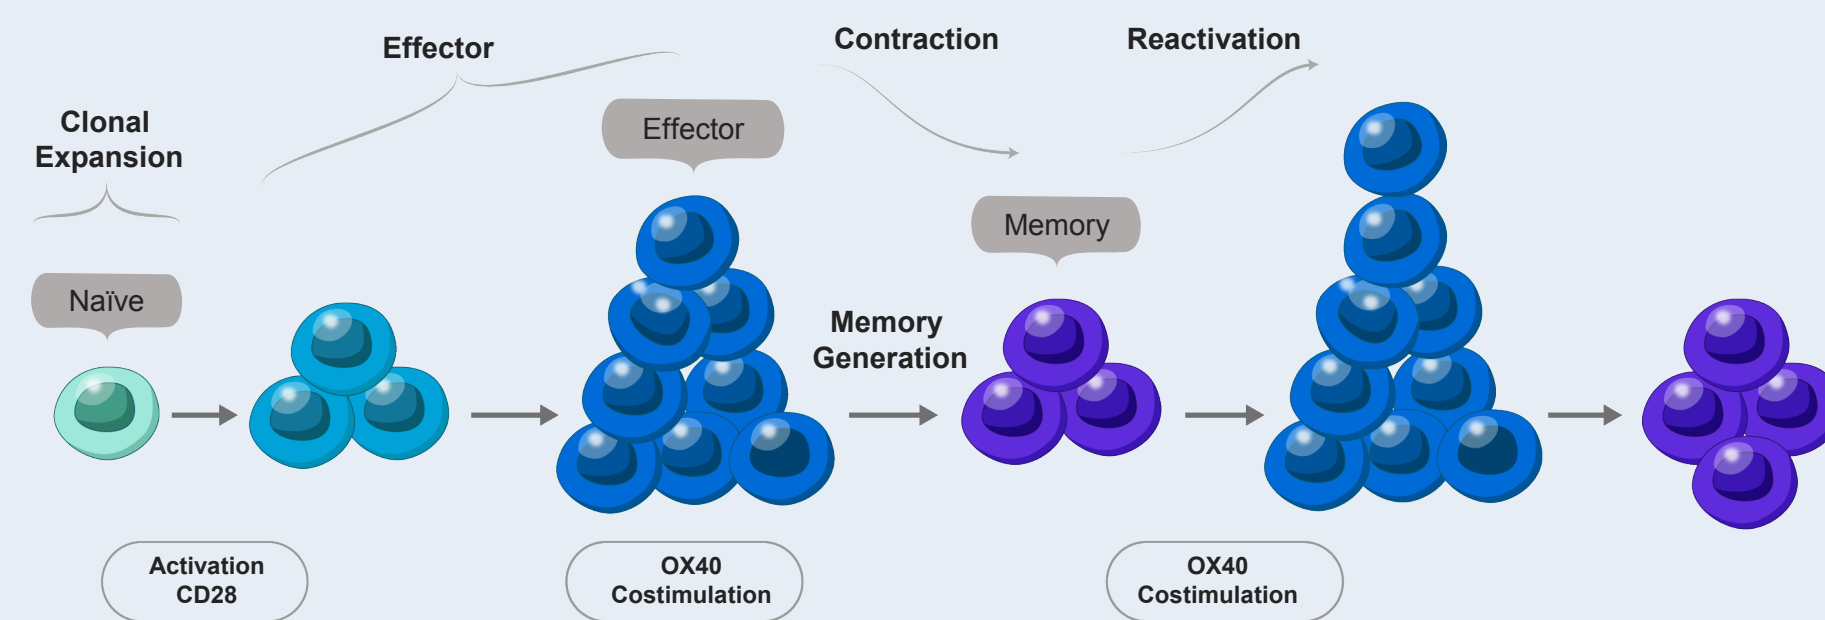 Effector
Contraction
Reactivation
Clonal
Expansion
Effector
Memory
Naïve
Memory
Generation
Activation
CD28
OX40
Costimulation
OX40
Costimulation